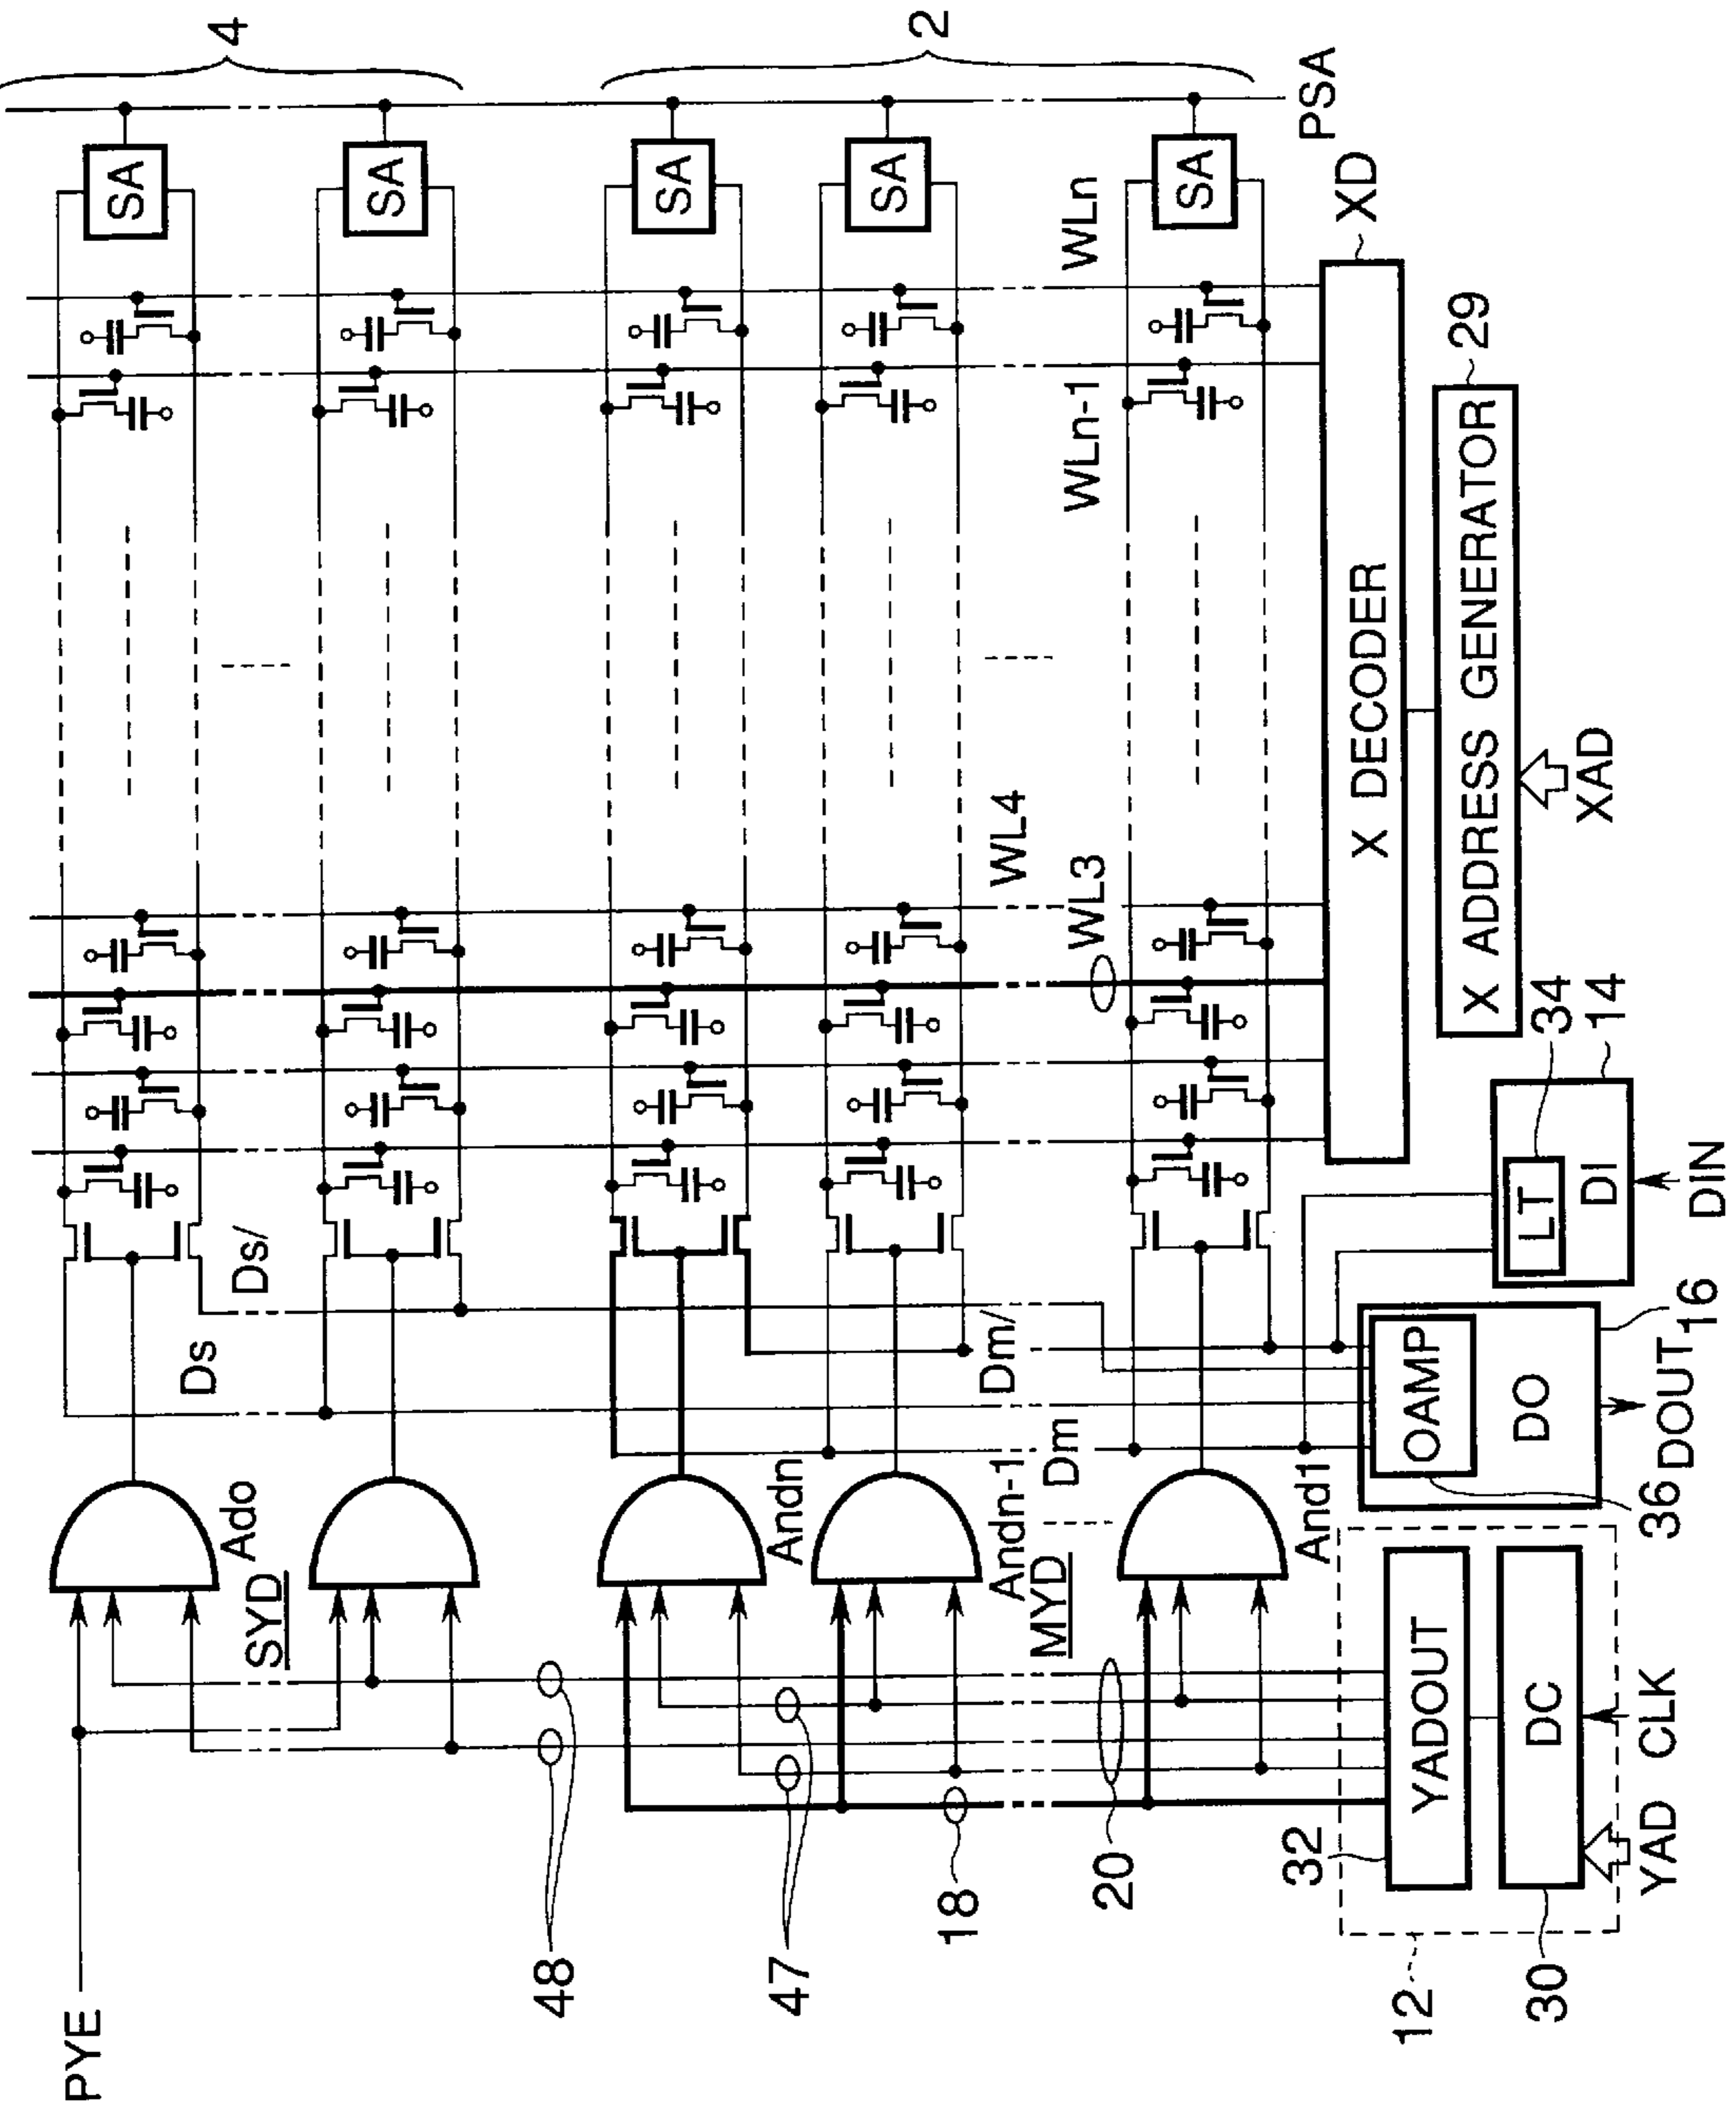 4
2
PSA
SA
SA
SA
SA
SA
WLn
XD
WLn-1
29
X DECODER
X ADDRESS GENERATOR
XAD
WL4
WL3
34
14
LT
DI
DIN
Ds/
Ds
Dm/
Dm
OAMP
DO
16
DOUT
36
Ado
SYD
Andn
Andn-1
MYD
And1
YADOUT
DC
CLK
YAD
PYE
48
47
18
20
32
12
30